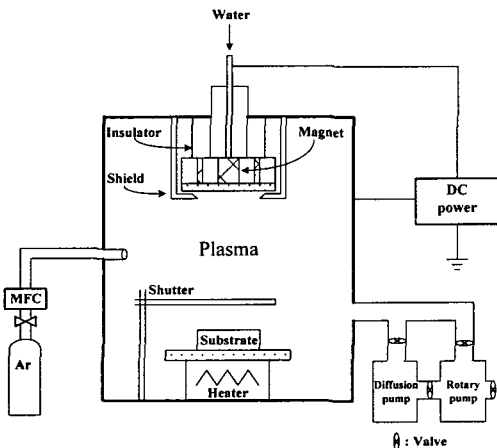 Water
Insulator
Magnet
Shield
DC
power
Plasma
MFC
Shutter
Ar
Substrate
Heater
Diffusion
pump
Rotary
pump
: Valve